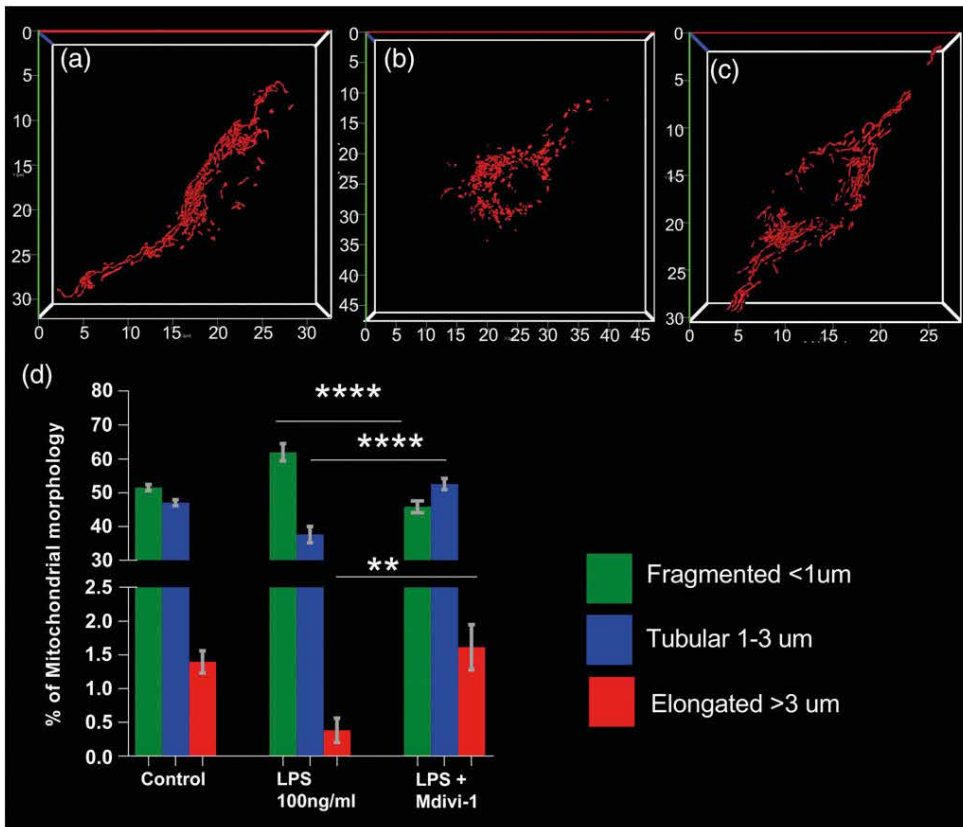 (a)
0
5
10
15
20
25
30
0 5 10 15 20 25 30
(b)
0
5
10
15
20
25
30
35
40
45
0 5 10 15 20 25 30 35 40 45
(c)
0
5
10
15
20
25
30
0 5 10 15 20 25
(d)
% of Mitochondrial morphology
80
70
60
50
40
30
2.5
2.0
1.5
1.0
0.5
0.0
****
****
**
Control
LPS
100ng/ml
LPS +
Mdivi-1
Fragmented <1um
Tubular 1-3 um
Elongated >3 um